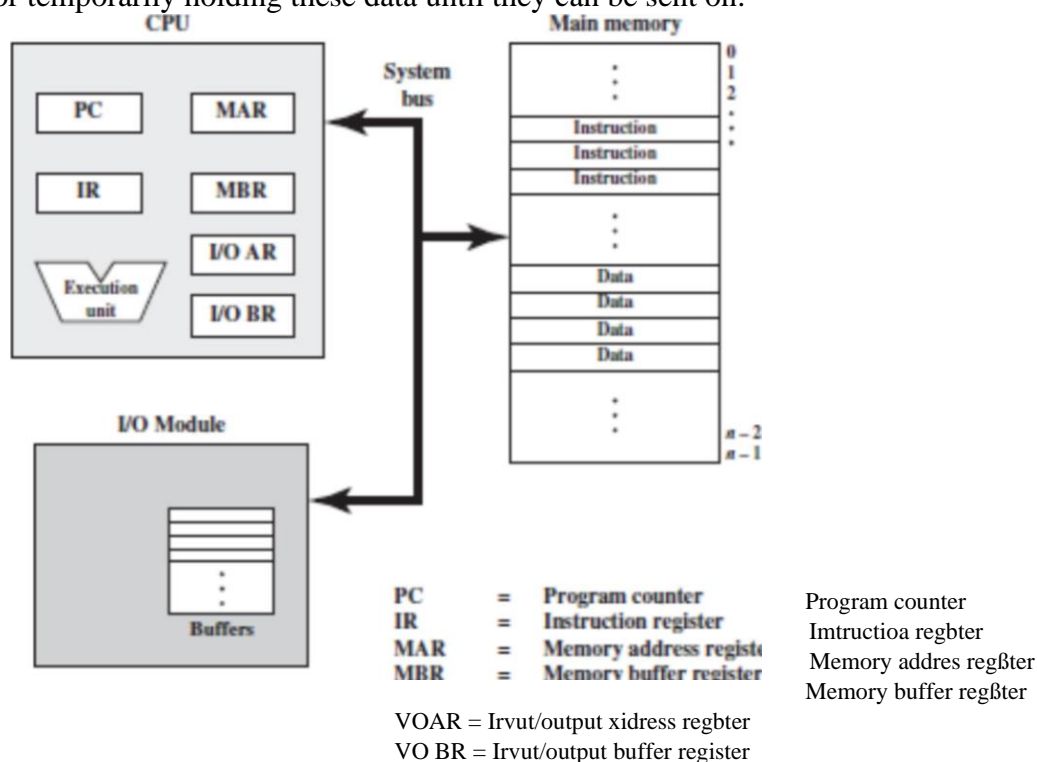 or temporarily holding these data until they can be sent on.
CPU
Main memory
System
bus
PC
MAR
IR
MBR
I/O AR
Execution
unit
I/O BR
0
1
2
Instruction
Instruction
Instruction
Data
Data
Data
Data
n – 2
n – 1
I/O Module
Buffers
PC = Program counter
IR = Instruction register
MAR = Memory address registe
MBR = Memory buffer register
Program counter
Imtructioa regbter
Memory addres regßter
Memory buffer regßter
VOAR = Irvut/output xidress regbter
VO BR = Irvut/output buffer register